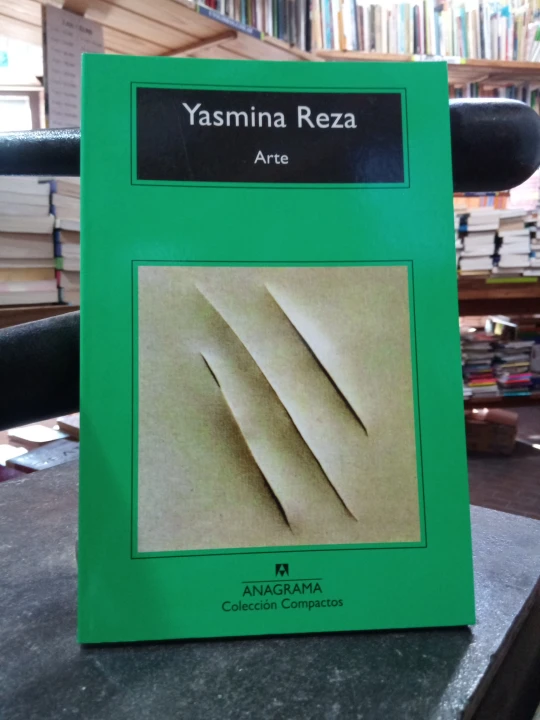 Yasmina Reza
Arte
ANAGRAMA
Colección Compactos